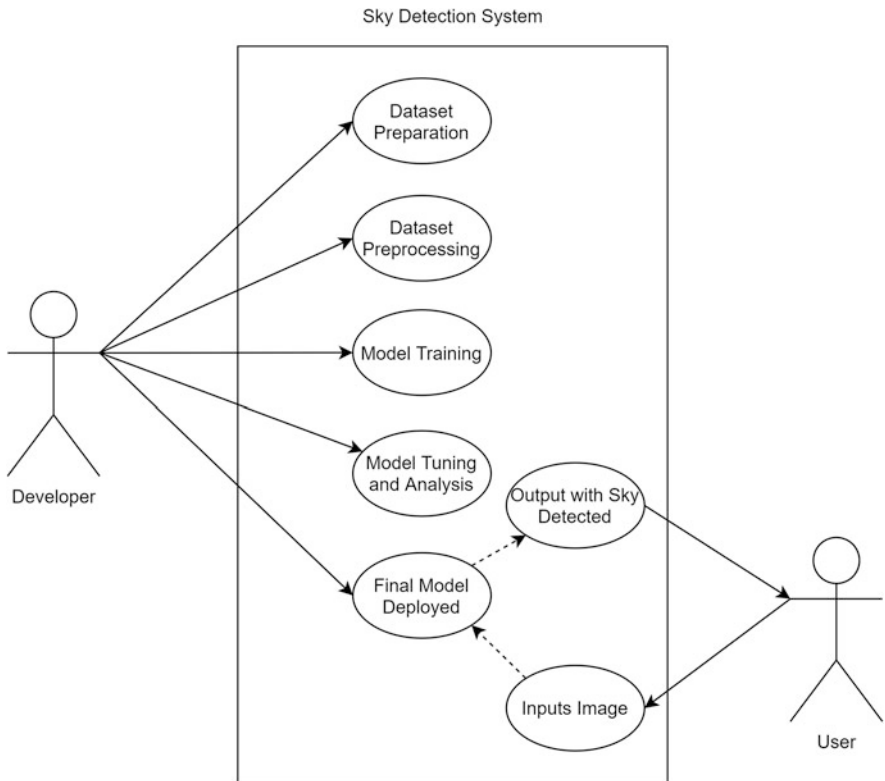 Sky Detection System
Dataset
Preparation
Dataset
Preprocessing
Model Training
Model Tuning
and Analysis
Output with Sky
Detected
Developer
Final Model
Deployed
Inputs Image
User